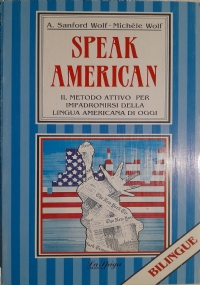 A. Sanford Wolf - Michèle Wolf
SPEAK
AMERICAN
IL METODO ATTIVO PER
IMPADRONIRSI DELLA
LINGUA AMERICANA DI OGGI
BILINGUE